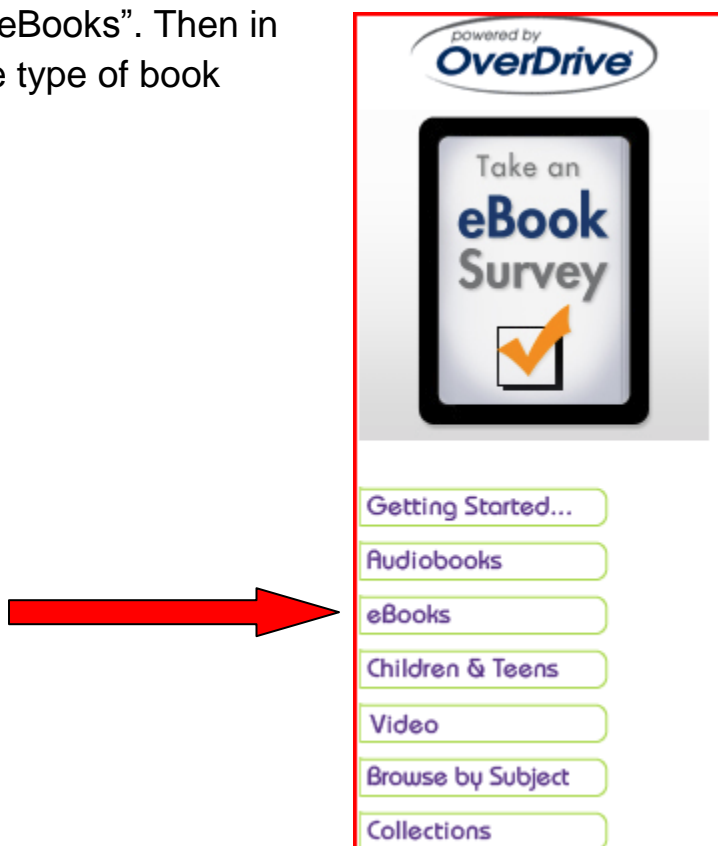 eBooks”. Then in
e type of book
powered by
OverDrive
Take an
eBook
Survey
Getting Started...
Audiobooks
eBooks
Children & Teens
Video
Browse by Subject
Collections